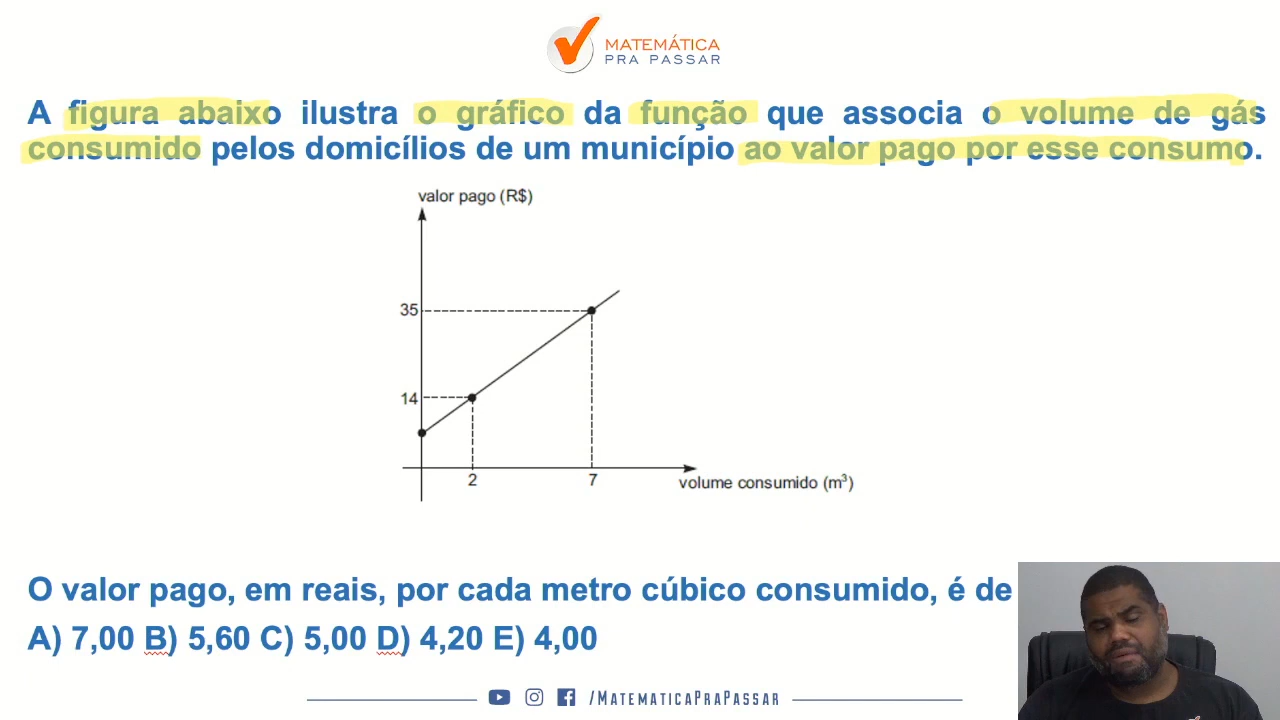 MATEMÁTICA
PRA PASSAR
A figura abaixo ilustra o gráfico da função que associa o volume de gás
consumido pelos domicílios de um município ao valor pago por esse consumo.
valor pago (R$)
35
14
2
7
volume consumido (m³)
O valor pago, em reais, por cada metro cúbico consumido, é de
A) 7,00 B) 5,60 C) 5,00 D) 4,20 E) 4,00
/MATEMATICAPRAPASSAR